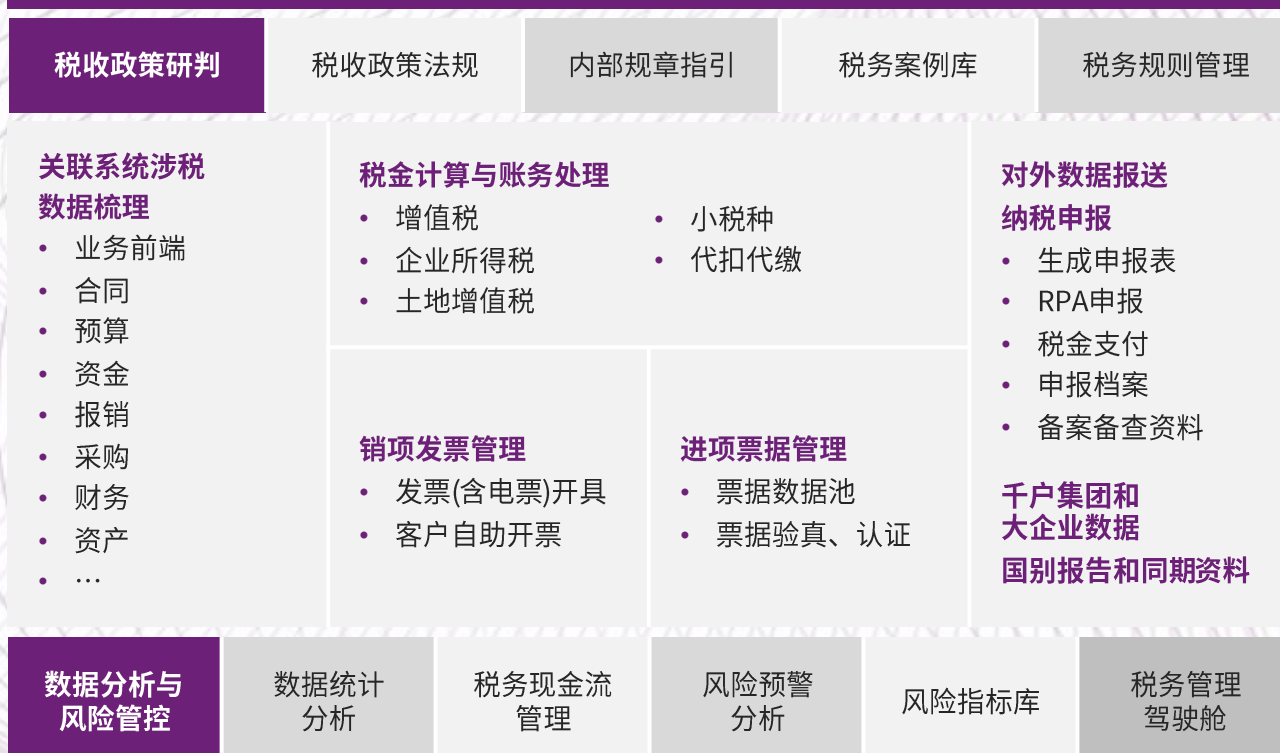 税收政策研判
税收政策法规
内部规章指引
税务案例库
税务规则管理
关联系统涉税
数据梳理
• 业务前端
• 合同
• 预算
• 资金
• 报销
• 采购
• 财务
• 资产
• …
税金计算与账务处理
• 增值税
• 企业所得税
• 土地增值税
• 小税种
• 代扣代缴
销项发票管理
• 发票(含电票)开具
• 客户自助开票
进项票据管理
• 票据数据池
• 票据验真、认证
对外数据报送
纳税申报
• 生成申报表
• RPA申报
• 税金支付
• 申报档案
• 备案备查资料
千户集团和
大企业数据
国别报告和同期资料
数据分析与
风险管控
数据统计
分析
税务现金流
管理
风险预警
分析
风险指标库
税务管理
驾驶舱